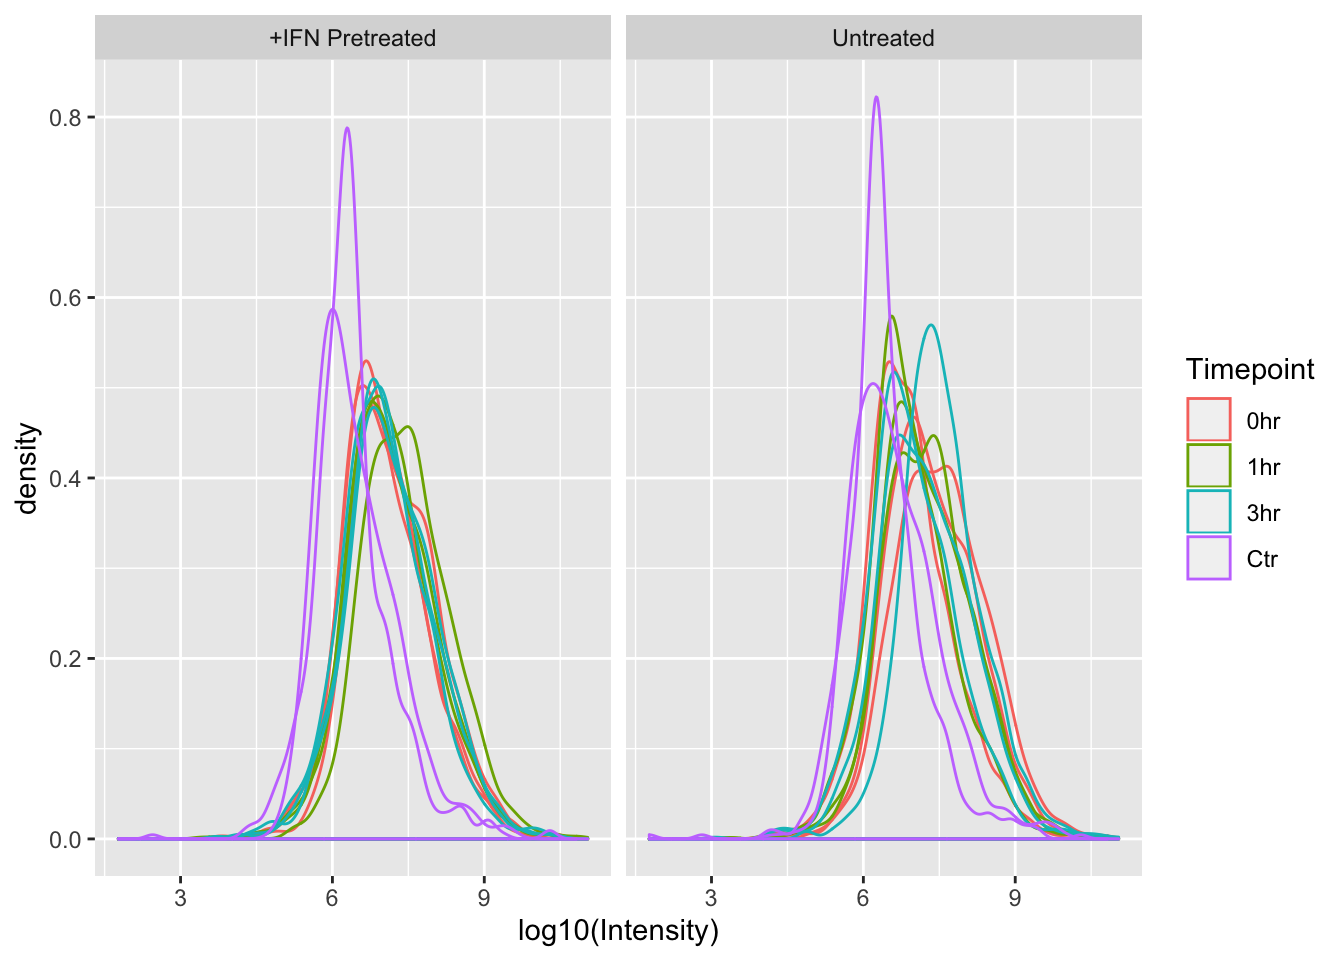 +IFN Pretreated
Untreated
0.8
0.6
0.4
0.2
0.0
density
3
6
9
3
6
9
log10(Intensity)
Timepoint
0hr
1hr
3hr
Ctr